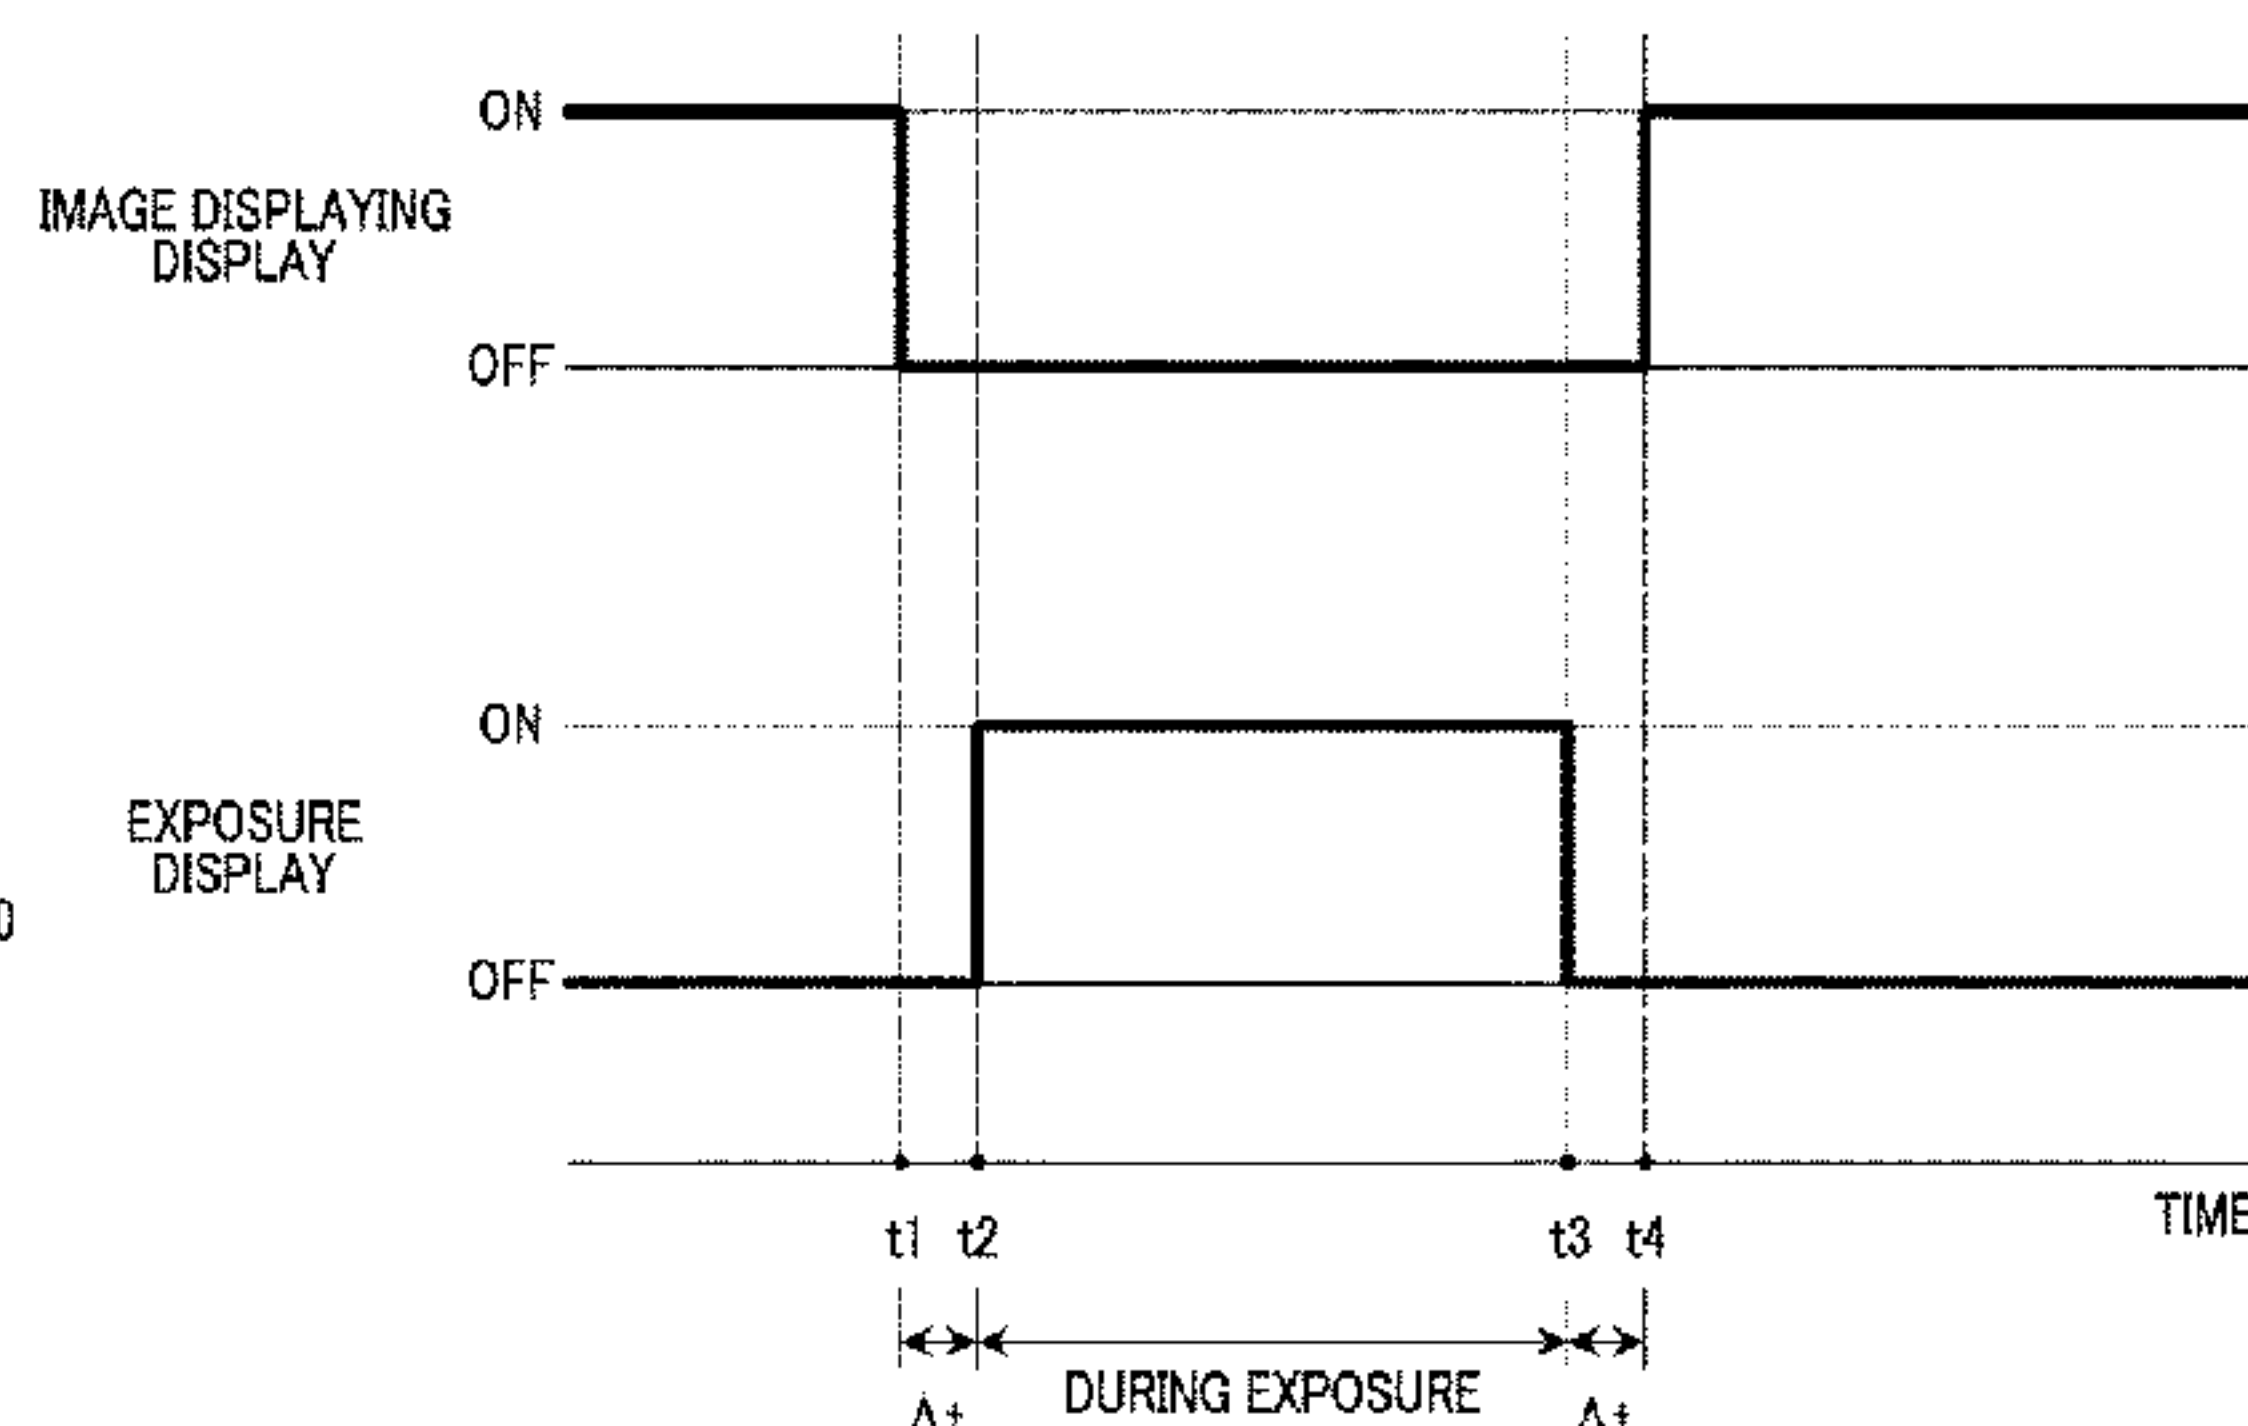 ON
IMAGE DISPLAYING
DISPLAY
OFF
ON
EXPOSURE
DISPLAY
OFF
TIME
t1 t2 t3 t4
DURING EXPOSURE